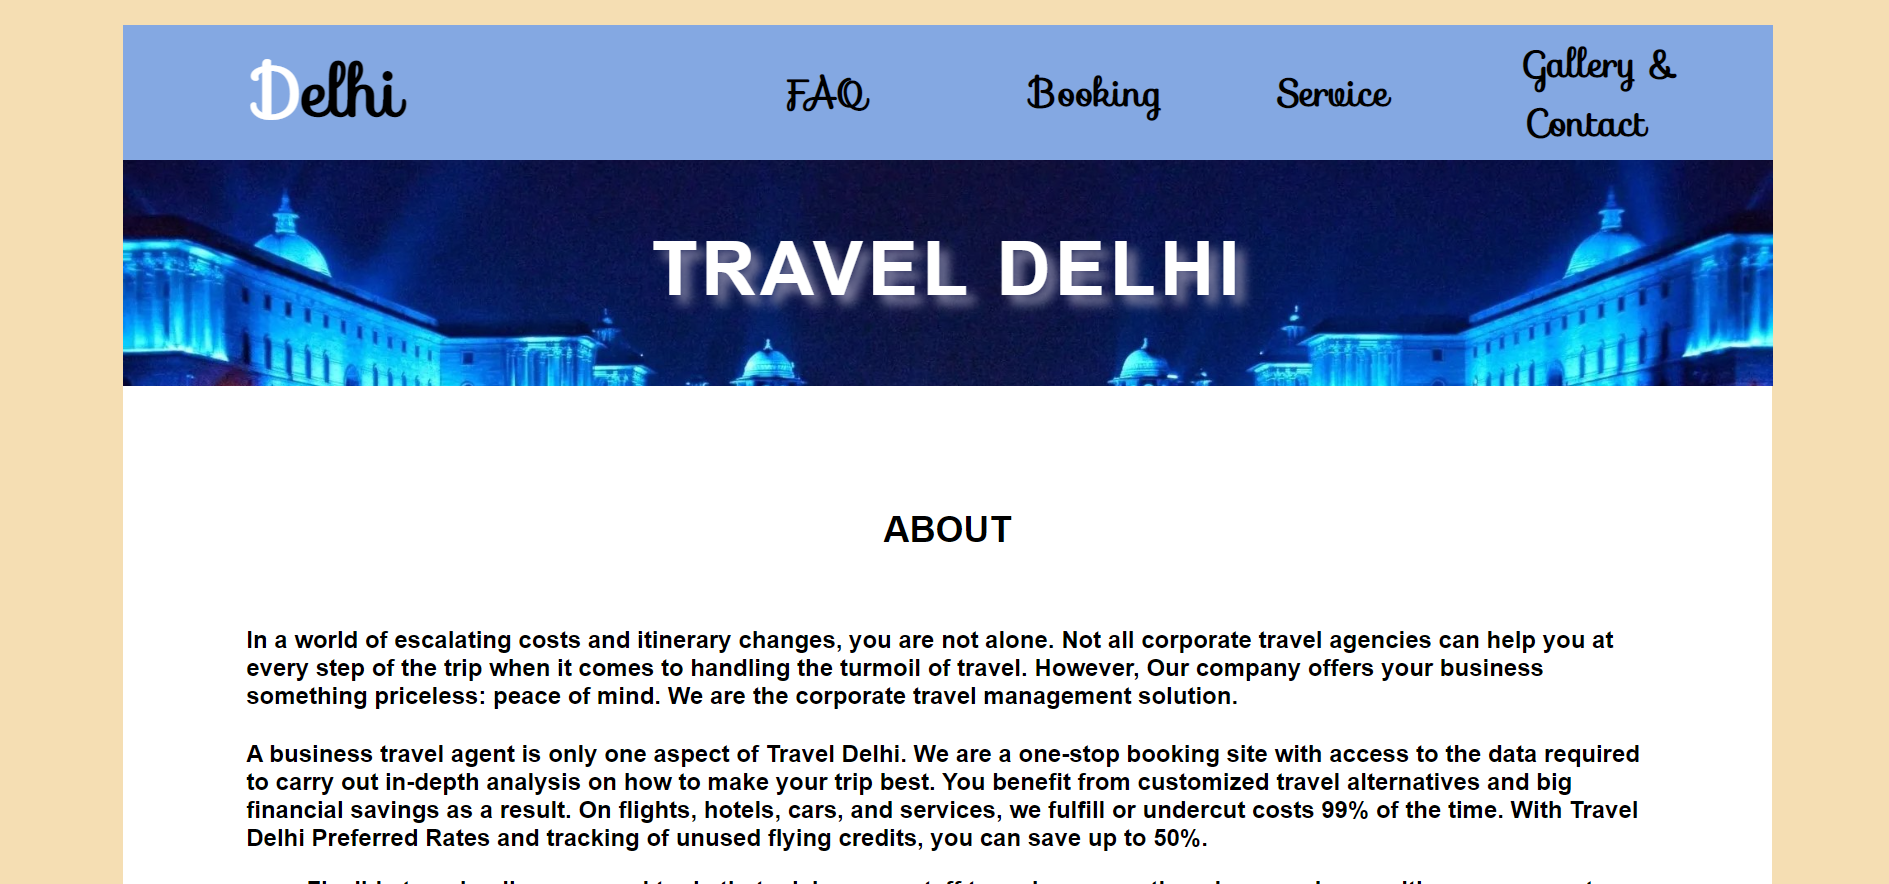 Delhi
FAQ
Booking
Service
Gallery &
Contact
TRAVEL DELHI
ABOUT
In a world of escalating costs and itinerary changes, you are not alone. Not all corporate travel agencies can help you at
every step of the trip when it comes to handling the turmoil of travel. However, Our company offers your business
something priceless: peace of mind. We are the corporate travel management solution.
A business travel agent is only one aspect of Travel Delhi. We are a one-stop booking site with access to the data required
to carry out in-depth analysis on how to make your trip best. You benefit from customized travel alternatives and big
financial savings as a result. On flights, hotels, cars, and services, we fulfill or undercut costs 99% of the time. With Travel
Delhi Preferred Rates and tracking of unused flying credits, you can save up to 50%.